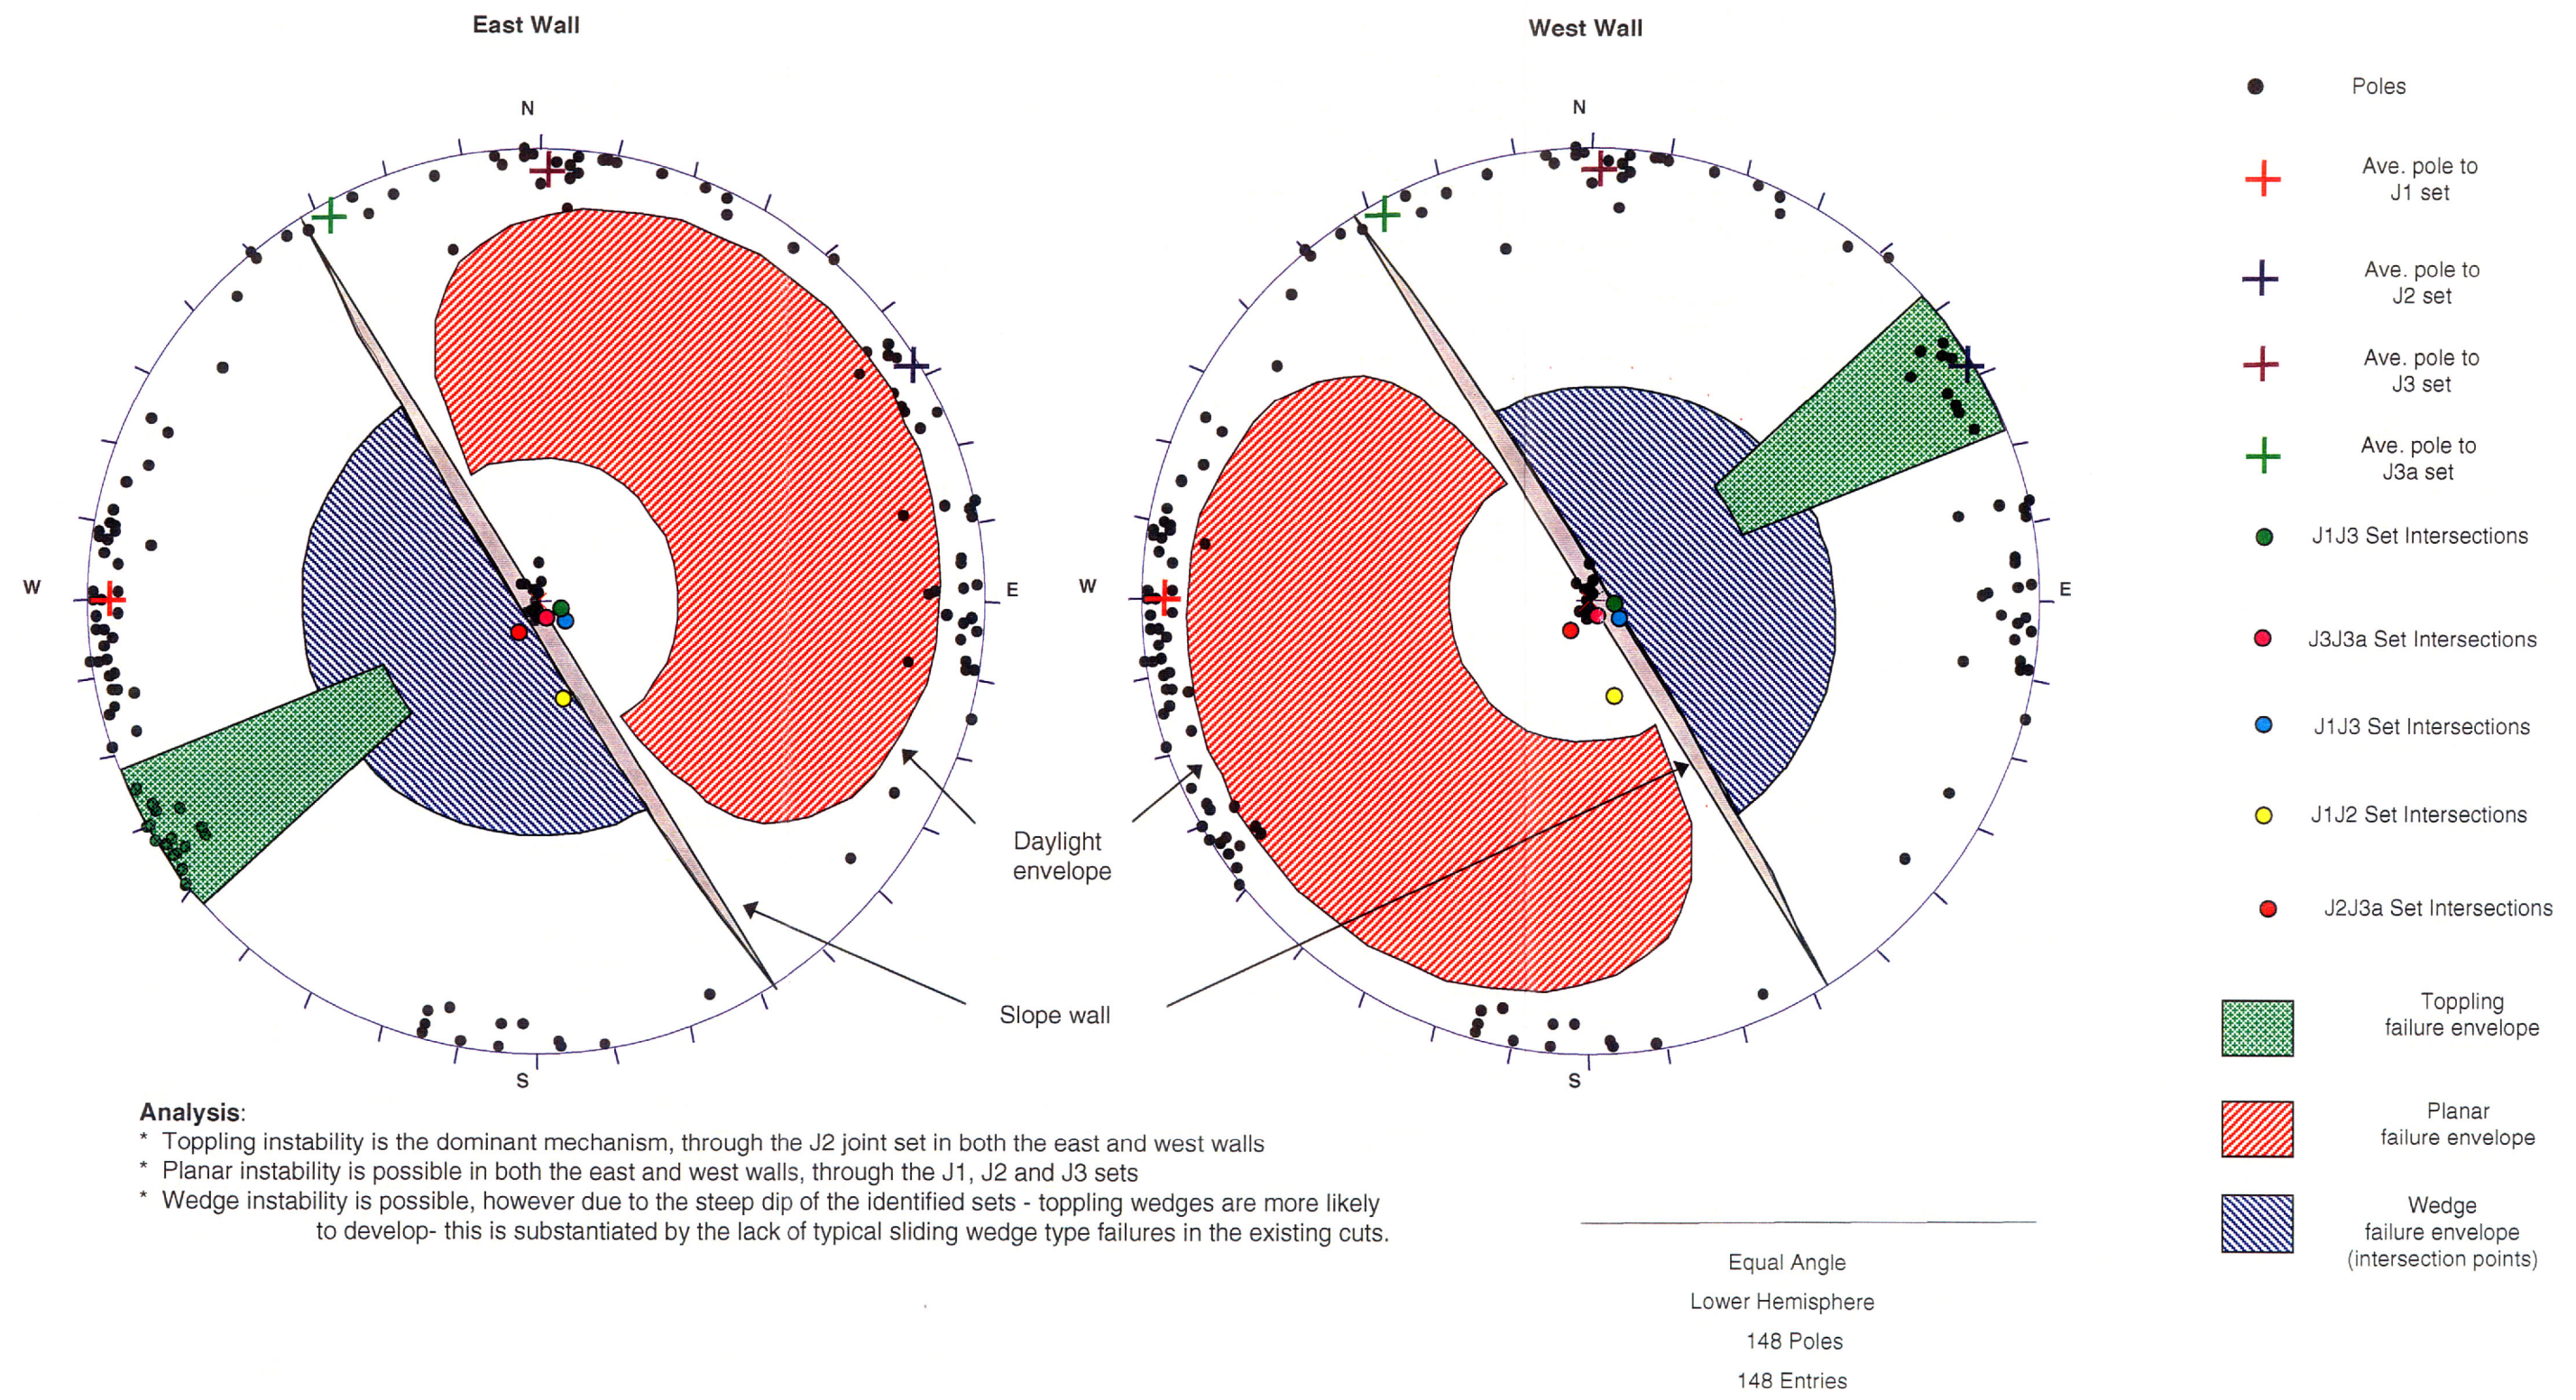 East Wall
West Wall
N
N
W
E
W
E
S
S
Daylight
envelope
Slope wall
Poles
Ave. pole to
J1 set
Ave. pole to
J2 set
Ave. pole to
J3 set
Ave. pole to
J3a set
J1J3 Set Intersections
J3J3a Set Intersections
J1J3 Set Intersections
J1J2 Set Intersections
J2J3a Set Intersections
Toppling
failure envelope
Planar
failure envelope
Wedge
failure envelope
(intersection points)
Analysis:
* Toppling instability is the dominant mechanism, through the J2 joint set in both the east and west walls
* Planar instability is possible in both the east and west walls, through the J1, J2 and J3 sets
* Wedge instability is possible, however due to the steep dip of the identified sets - toppling wedges are more likely
to develop- this is substantiated by the lack of typical sliding wedge type failures in the existing cuts.
Equal Angle
Lower Hemisphere
148 Poles
148 Entries